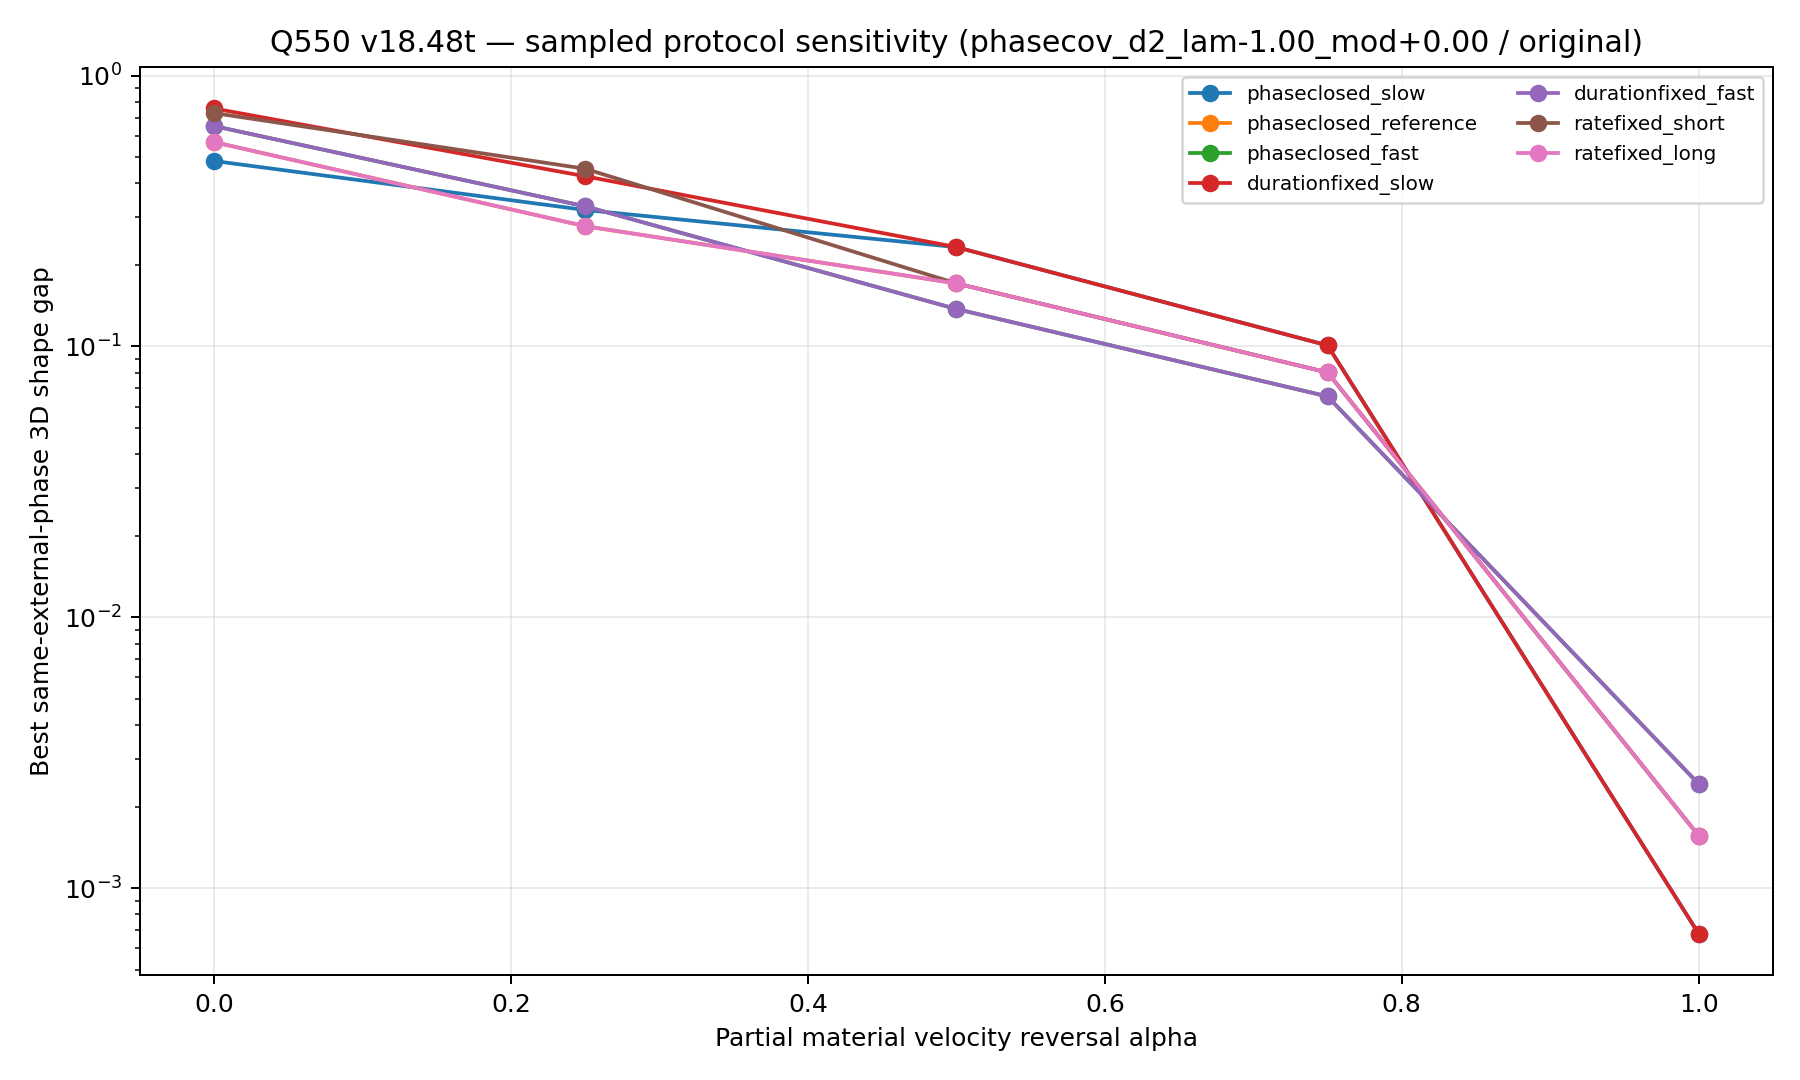 Q550 v18.48t — sampled protocol sensitivity (phasecov_d2_lam-1.00_mod+0.00 / original)
phaseclosed_slow
phaseclosed_reference
phaseclosed_fast
durationfixed_slow
durationfixed_fast
ratefixed_short
ratefixed_long
Best same-external-phase 3D shape gap
10⁰
10⁻¹
10⁻²
10⁻³
0.0 0.2 0.4 0.6 0.8 1.0
Partial material velocity reversal alpha